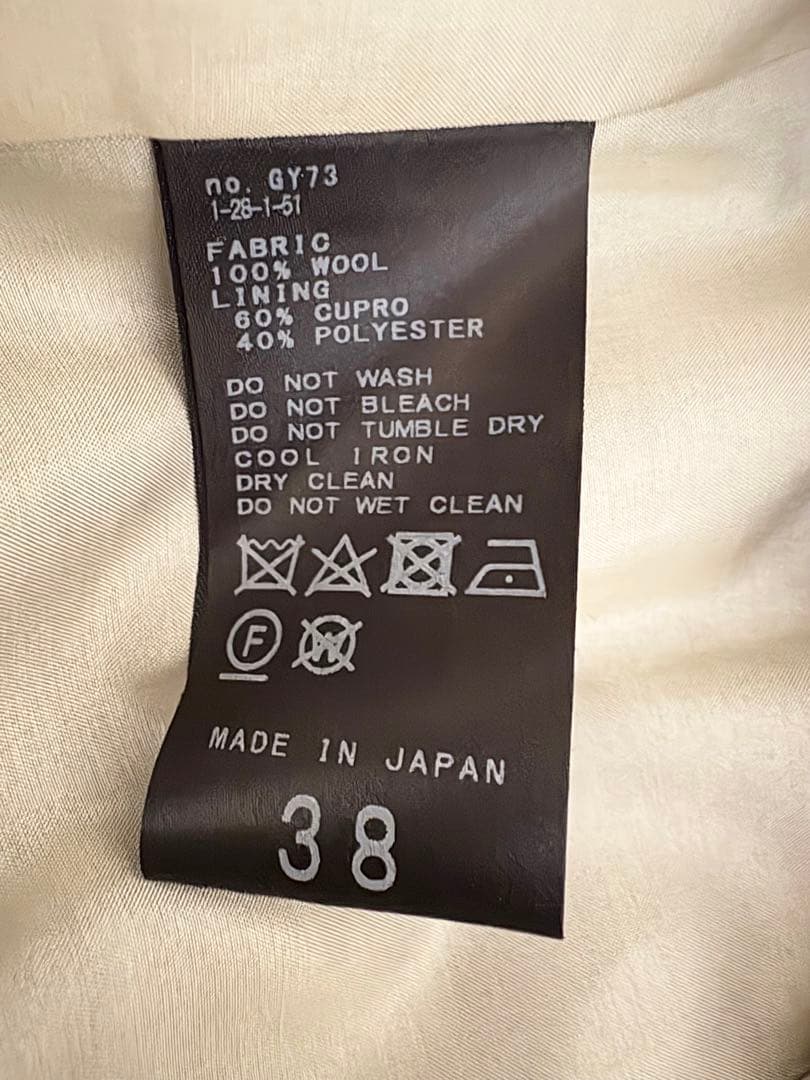 no. GY73
1-28-1-51
FABRIC
100% WOOL
LINING
60% CUPRO
40% POLYESTER
DO NOT WASH
DO NOT BLEACH
DO NOT TUMBLE DRY
COOL IRON
DRY CLEAN
DO NOT WET CLEAN
F W
MADE IN JAPAN
38